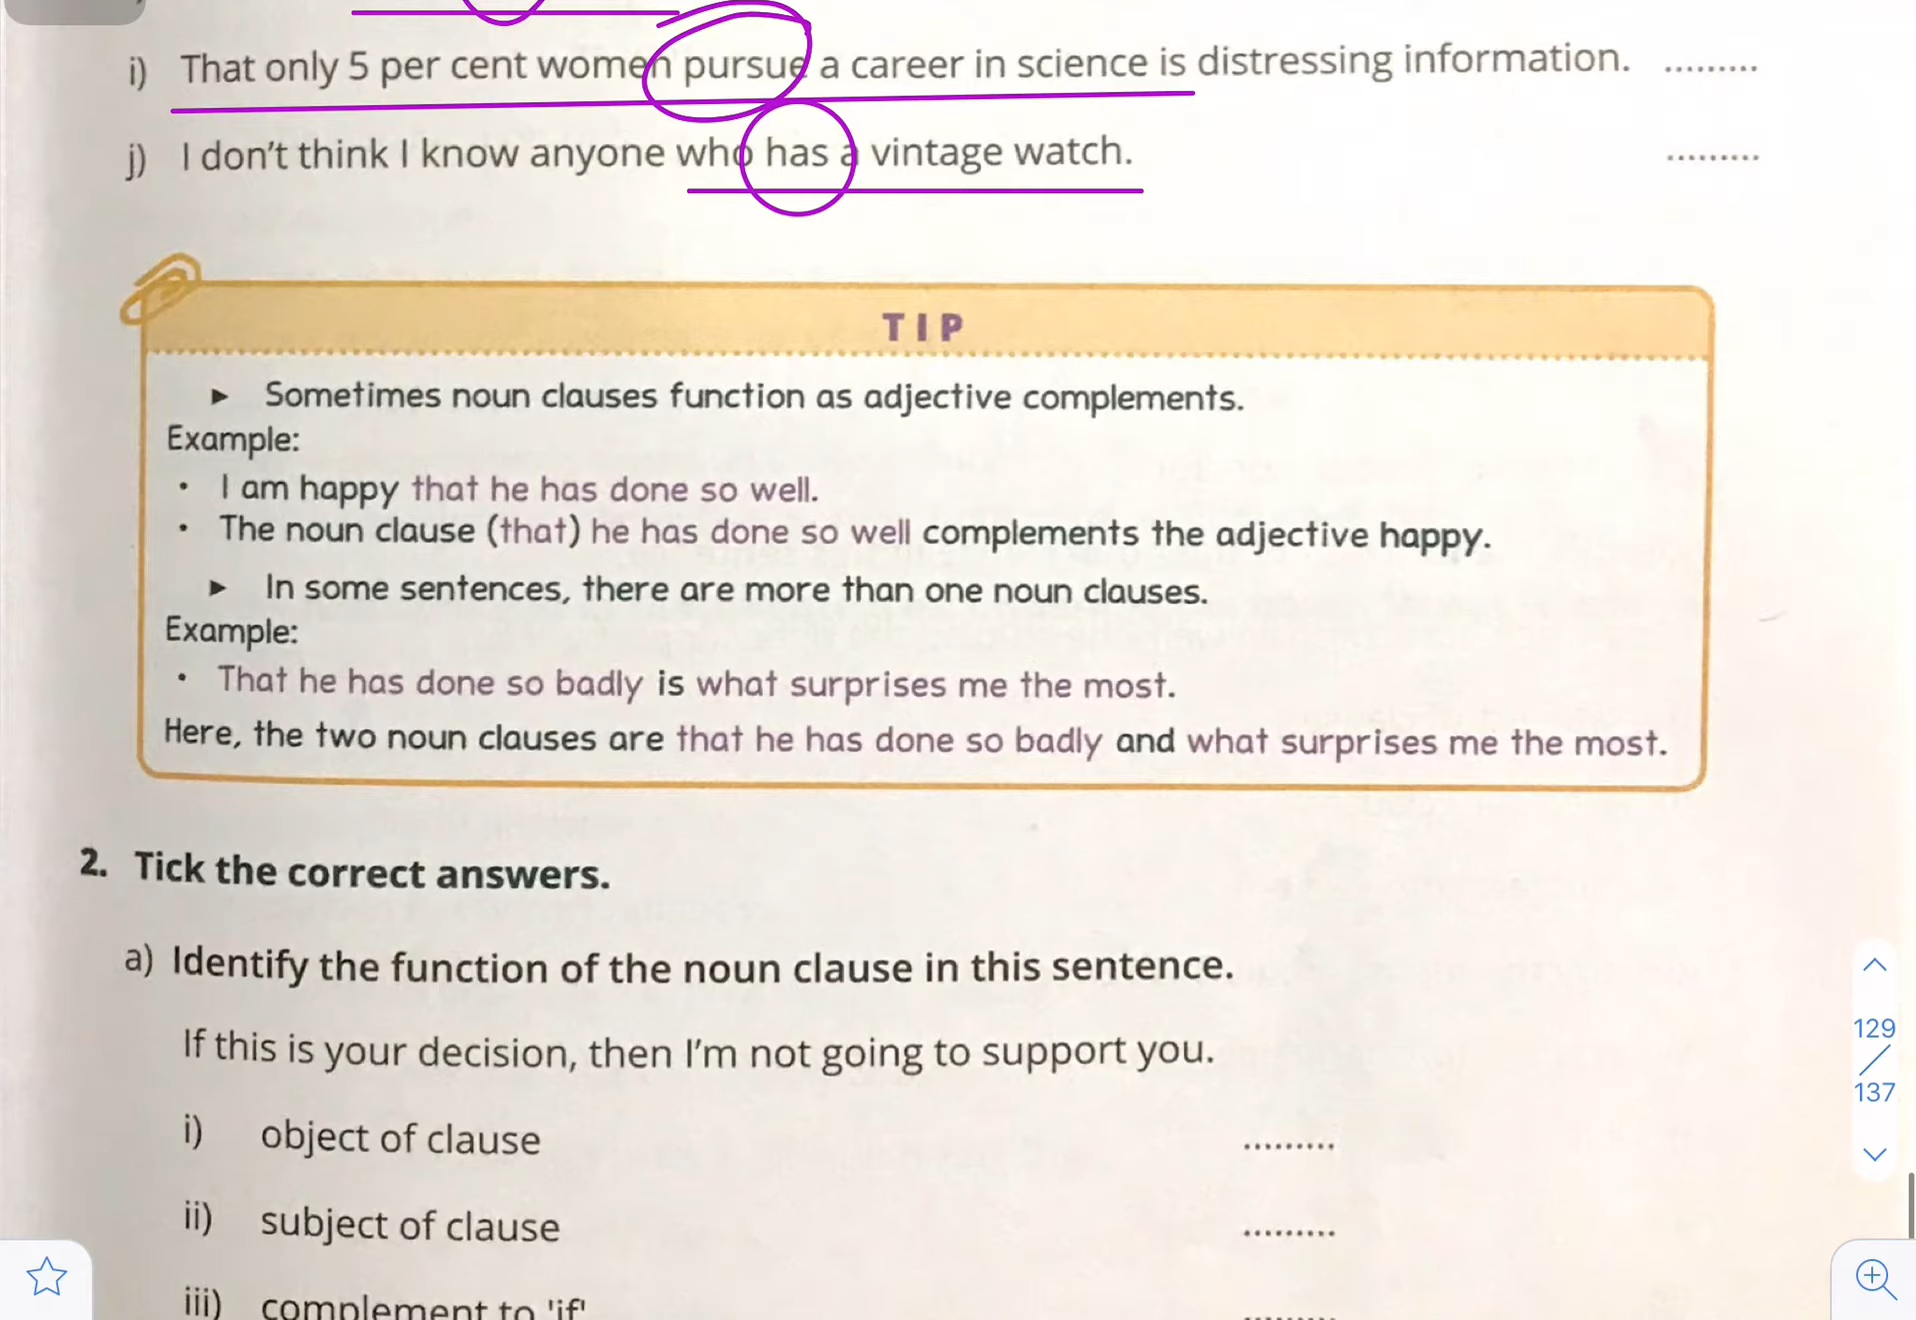 i) That only 5 per cent women pursue a career in science is distressing information. .........
j) I don't think I know anyone who has a vintage watch. .........
TIP
► Sometimes noun clauses function as adjective complements.
Example:
• I am happy that he has done so well.
• The noun clause (that) he has done so well complements the adjective happy.
► In some sentences, there are more than one noun clauses.
Example:
• That he has done so badly is what surprises me the most.
Here, the two noun clauses are that he has done so badly and what surprises me the most.
2. Tick the correct answers.
a) Identify the function of the noun clause in this sentence.
If this is your decision, then I'm not going to support you.
i) object of clause .........
ii) subject of clause .........
iii) complement to 'if' .........
129
/
137